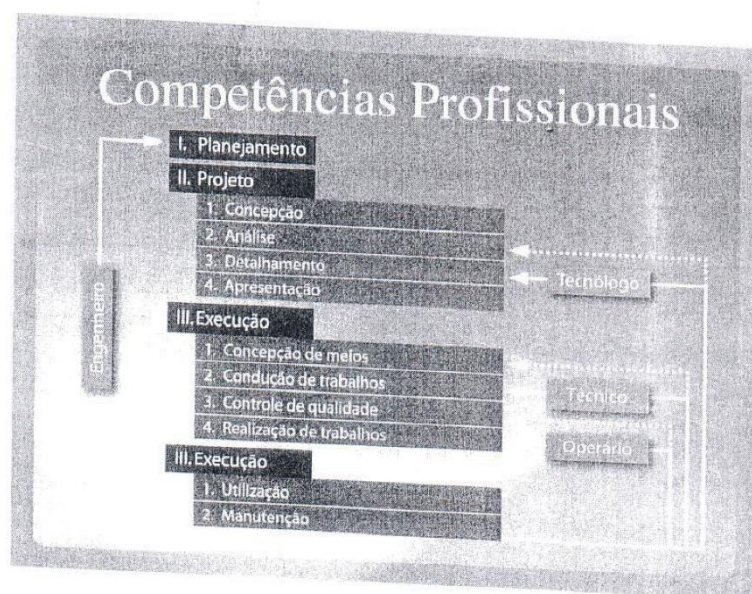 Competências Profissionais
I. Planejamento
II. Projeto
1. Concepção
2. Análise
3. Detalhamento
4. Apresentação
Tecnólogo
Engenheiro
III. Execução
1. Concepção de meios
2. Condução de trabalhos
3. Controle de qualidade
4. Realização de trabalhos
Técnico
Operário
III. Execução
1. Utilização
2. Manutenção